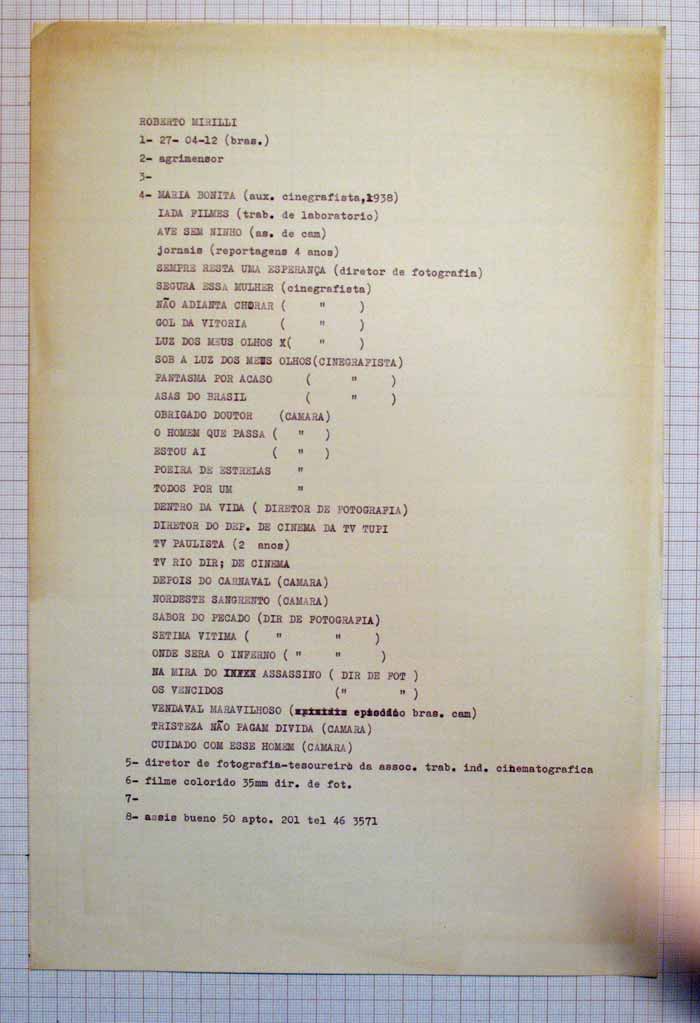 ROBERTO MIRILLI
1- 27- 04-12 (bras.)
2- agrimensor
3-
4- MARIA BONITA (aux. cinegrafista,1938)
IADA FILMES (trab. de laboratorio)
AVE SEM NINHO (as. de cam)
jornais (reportagens 4 anos)
SEMPRE RESTA UMA ESPERANÇA (diretor de fotografia)
SEGURA ESSA MULHER (cinegrafista)
NÃO ADIANTA CHORAR ( " )
GOL DA VITORIA ( " )
LUZ DOS MEUS OLHOS X( " )
SOB A LUZ DOS MEUS OLHOS(CINEGRAFISTA)
FANTASMA POR ACASO ( " )
ASAS DO BRASIL ( " )
OBRIGADO DOUTOR (CAMARA)
O HOMEM QUE PASSA ( " )
ESTOU AI ( " )
POEIRA DE ESTRELAS "
TODOS POR UM "
DENTRO DA VIDA ( DIRETOR DE FOTOGRAFIA)
DIRETOR DO DEP. DE CINEMA DA TV TUPI
TV PAULISTA (2 anos)
TV RIO DIR; DE CINEMA
DEPOIS DO CARNAVAL (CAMARA)
NORDESTE SANGRENTO (CAMARA)
SABOR DO PECADO (DIR DE FOTOGRAFIA)
SETIMA VITIMA ( " " )
ONDE SERA O INFERNO ( " " )
NA MIRA DO ASSASSINO ( DIR DE FOT )
OS VENCIDOS (" " )
VENDAVAL MARAVILHOSO ( bras. cam)
TRISTEZA NÃO PAGAM DIVIDA (CAMARA)
CUIDADO COM ESSE HOMEM (CAMARA)
5- diretor de fotografia-tesoureiro da assoc. trab. ind. cinematografica
6- filme colorido 35mm dir. de fot.
7-
8- assis bueno 50 apto. 201 tel 46 3571